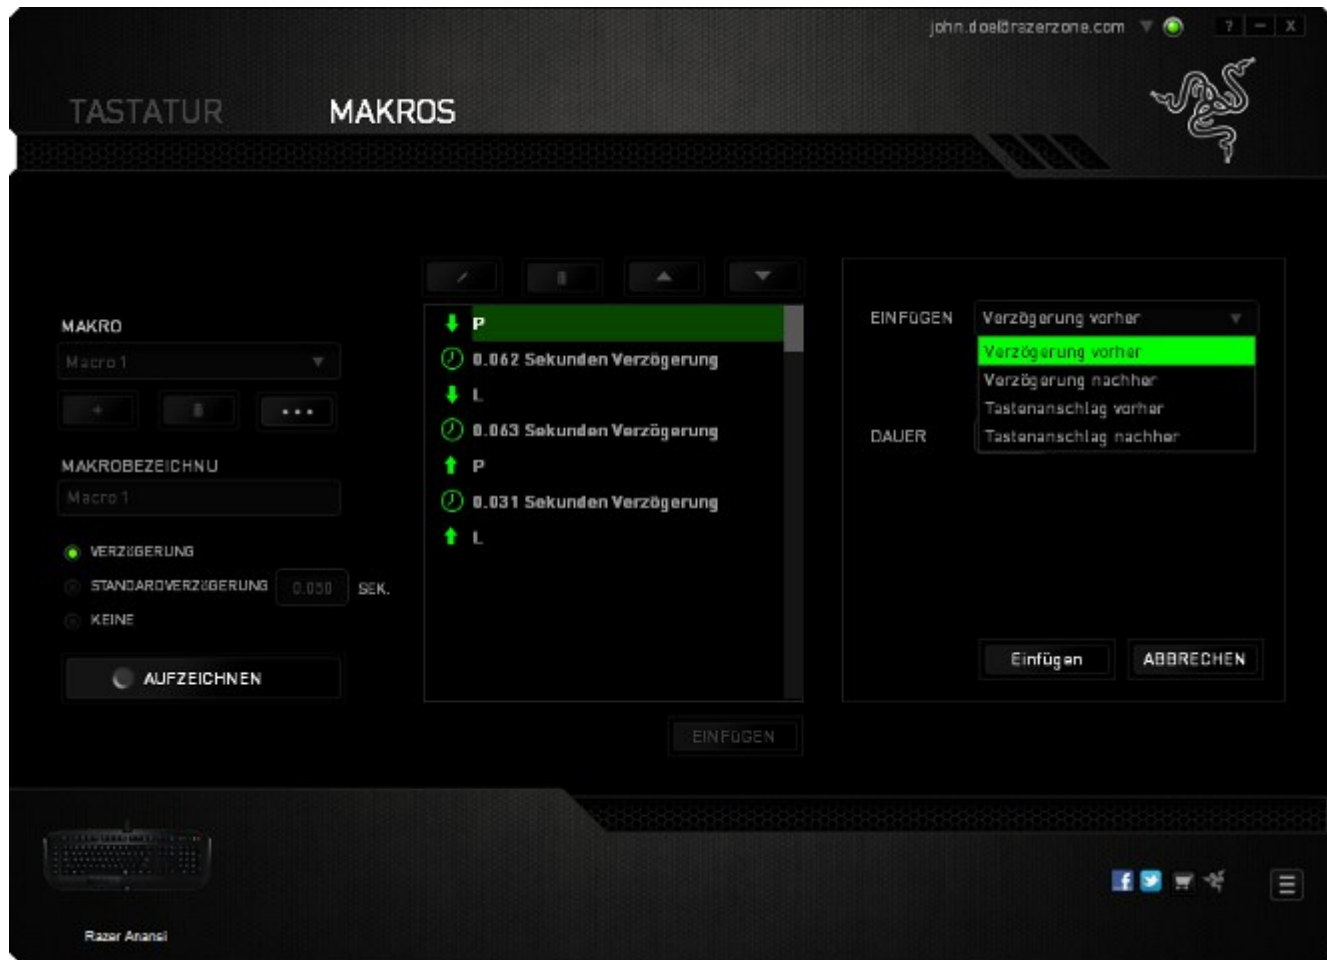 john.doe@razerzone.com
? – X
TASTATUR MAKROS
MAKRO
Macro 1
MAKROBEZEICHNU
Macro 1
VERZöGERUNG
STANDARDVERZöGERUNG 0.050 SEK.
KEINE
AUFZEICHNEN
P
0.062 Sekunden Verzögerung
L
0.063 Sekunden Verzögerung
P
0.031 Sekunden Verzögerung
L
EINFüGEN
EINFüGEN Verzögerung vorher
Verzögerung vorher
Verzögerung nachher
Tastenanschlag vorher
DAUER Tastenanschlag nachher
Einfügen ABBRECHEN
Razer Anansi